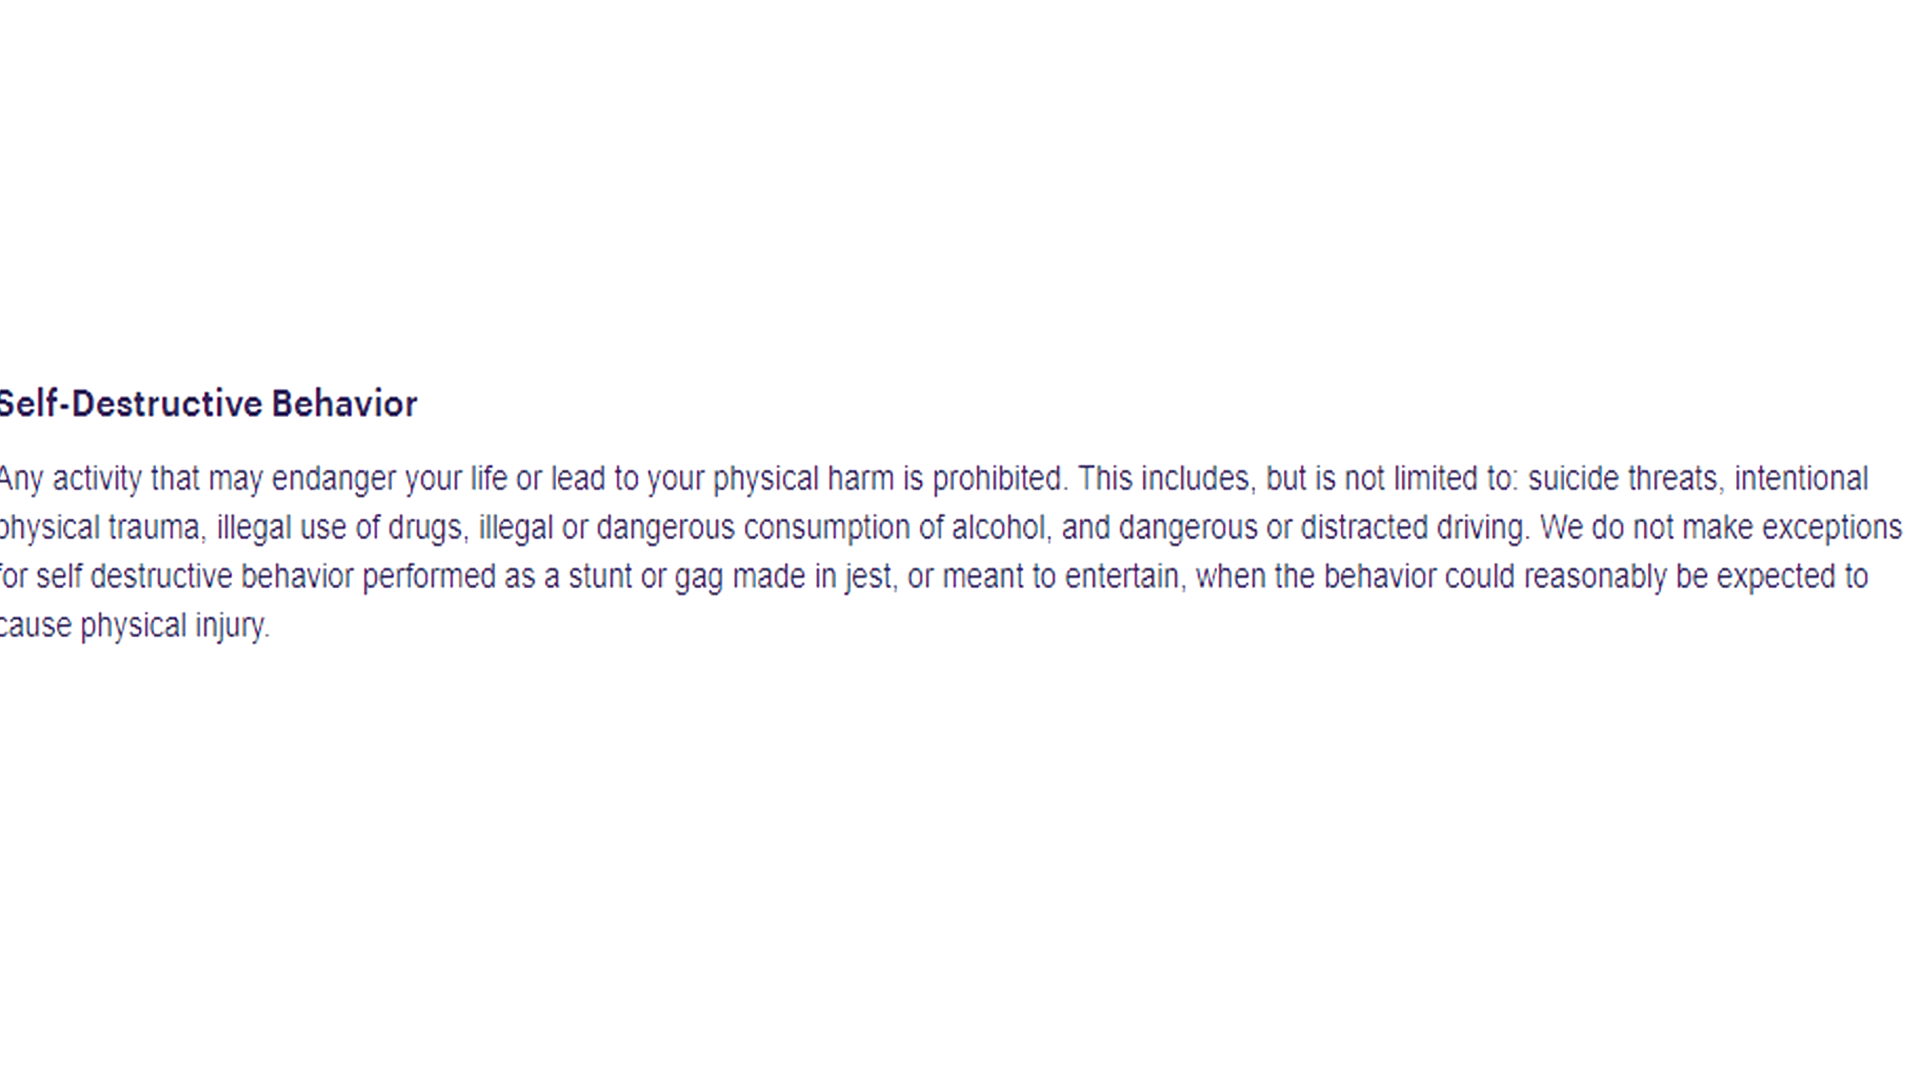 Self-Destructive Behavior
Any activity that may endanger your life or lead to your physical harm is prohibited. This includes, but is not limited to: suicide threats, intentional
physical trauma, illegal use of drugs, illegal or dangerous consumption of alcohol, and dangerous or distracted driving. We do not make exceptions
for self destructive behavior performed as a stunt or gag made in jest, or meant to entertain, when the behavior could reasonably be expected to
cause physical injury.